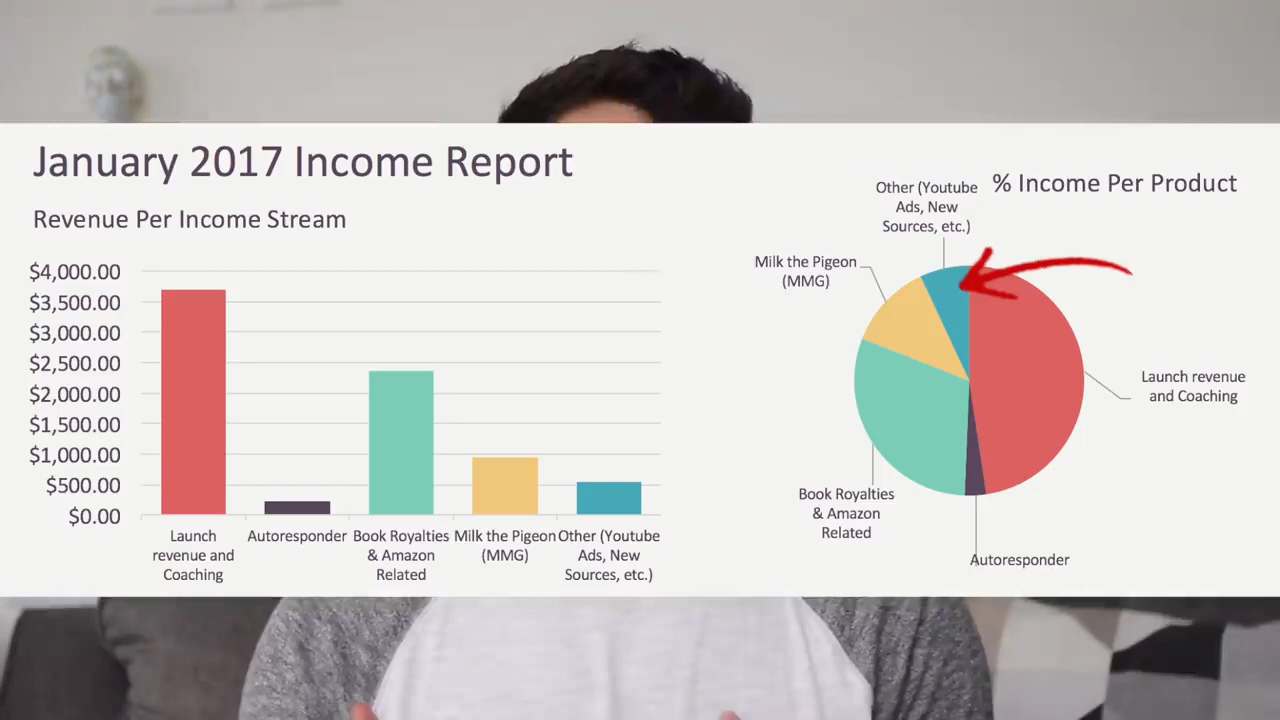 January 2017 Income Report
Revenue Per Income Stream
$4,000.00
$3,500.00
$3,000.00
$2,500.00
$2,000.00
$1,500.00
$1,000.00
$500.00
$0.00
Launch
revenue and
Coaching
Autoresponder
Book Royalties
& Amazon
Related
Milk the Pigeon
(MMG)
Other (Youtube
Ads, New
Sources, etc.)
% Income Per Product
Other (Youtube
Ads, New
Sources, etc.)
Milk the Pigeon
(MMG)
Launch revenue
and Coaching
Book Royalties
& Amazon
Related
Autoresponder